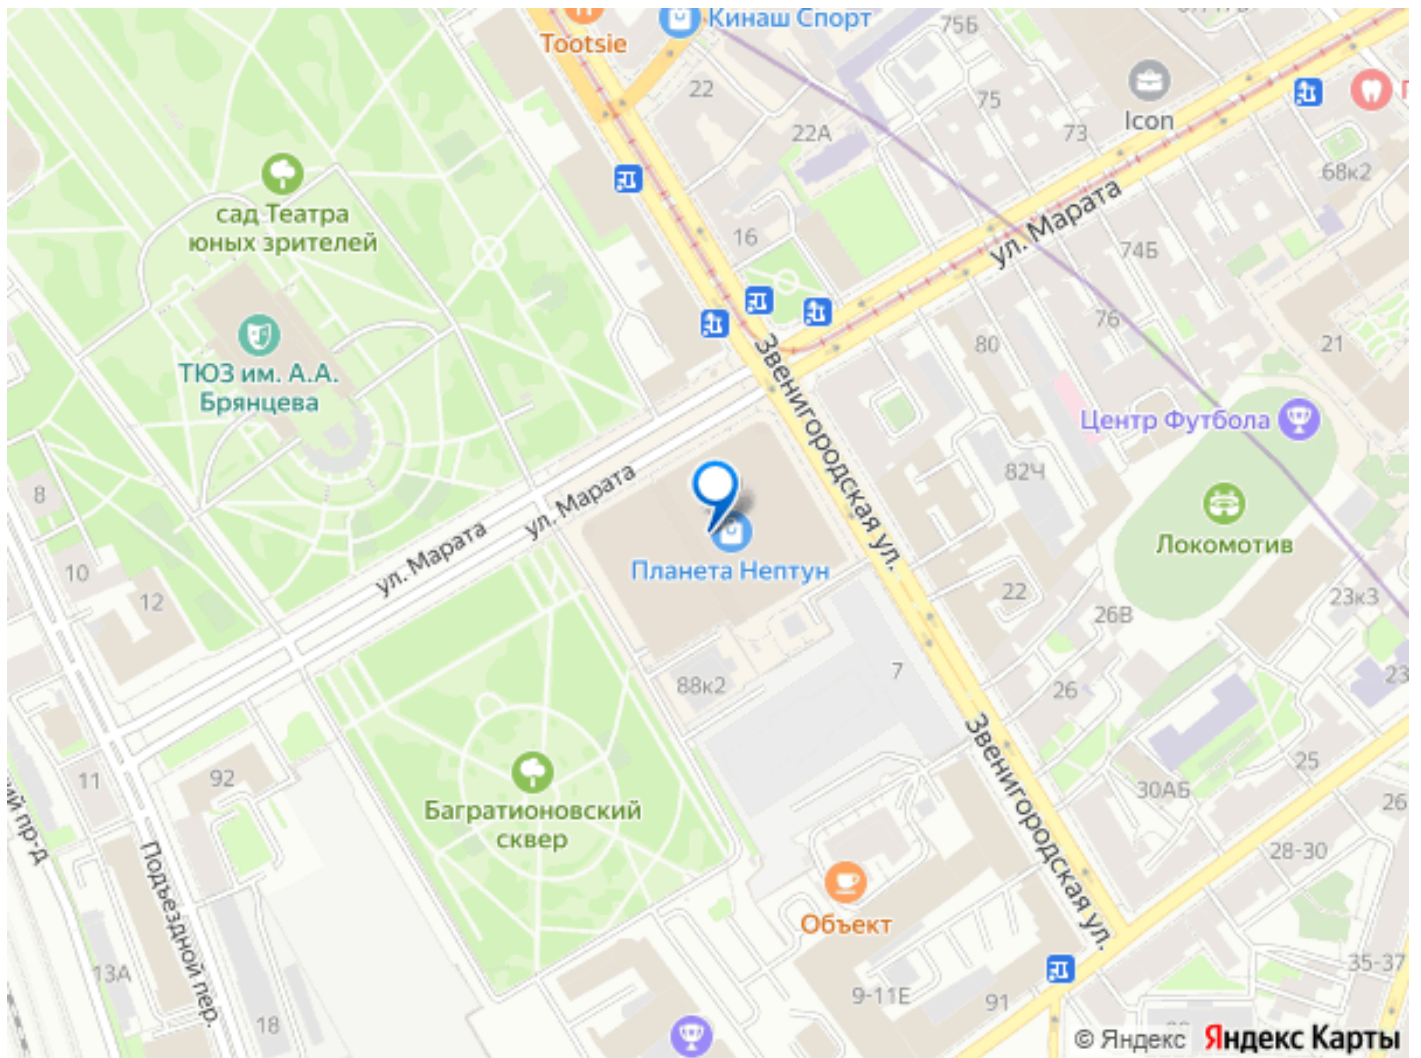 Кинаш Спорт
75Б
Tootsie
22
75
Icon
22А
73
68к2
ул. Марата
сад Театра
юных зрителей
16
74Б
76
80
21
Звенигородская ул.
ТЮЗ им. А.А.
Брянцева
Центр Футбола
82Ч
8
ул. Марата
ул. Марата
Локомотив
Планета Нептун
10
12
22
26В
23к3
88к2
7
26
23
Звенигородская ул.
25
11
92
30АБ
26
Багратионовский
сквер
28-30
Подъездной пер.
Объект
13А
35-37
9-11Е
91
18
© Яндекс Яндекс Карты